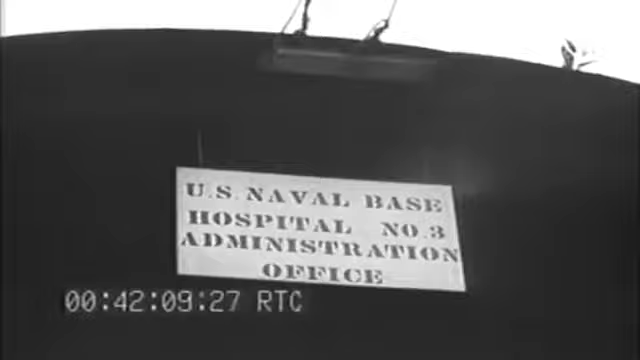 U.S. NAVAL BASE
HOSPITAL NO. 3
ADMINISTRATION
OFFICE
00:42:09:27 RTC